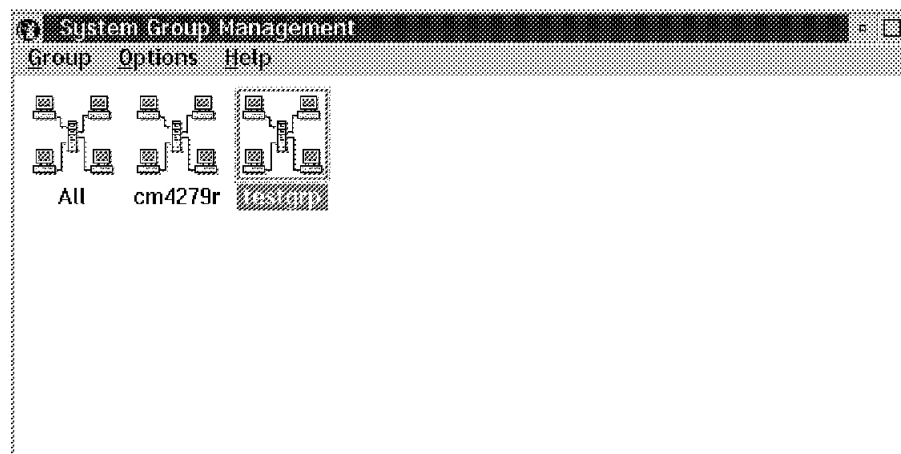 System Group Management
Group Options Help
All cm4279r testgrp